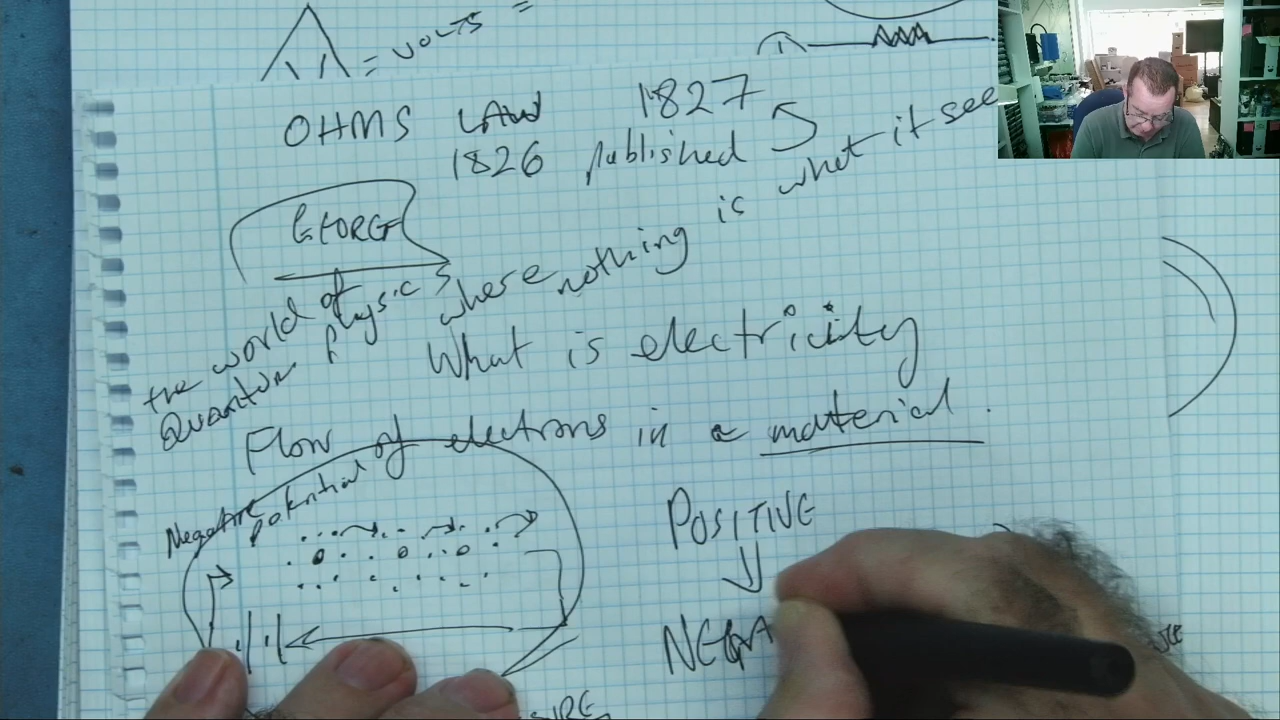 = VOLTS =
OHMS LAW 1827
1826 published
GEORGE
the world of
Quantum Physics where nothing is what it see
What is electricity
Flow of electrons in a material.
Negative
potential
POSITIVE
NEGA